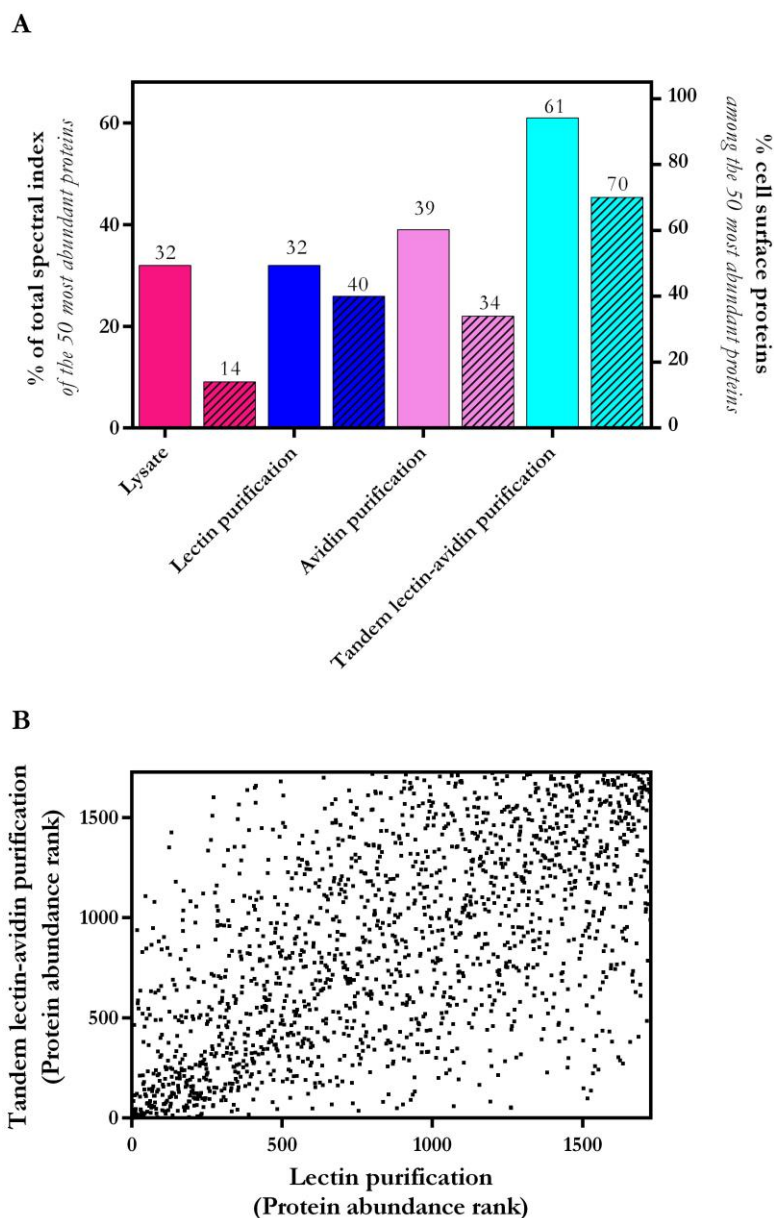 A
% of total spectral index
of the 50 most abundant proteins
60
40
20
0
32
14
32
40
39
34
61
70
100
80
60
40
20
0
% cell surface proteins
among the 50 most abundant proteins
Lysate
Lectin purification
Avidin purification
Tandem lectin-avidin purification
B
Tandem lectin-avidin purification
(Protein abundance rank)
1500
1000
500
0
0 500 1000 1500
Lectin purification
(Protein abundance rank)